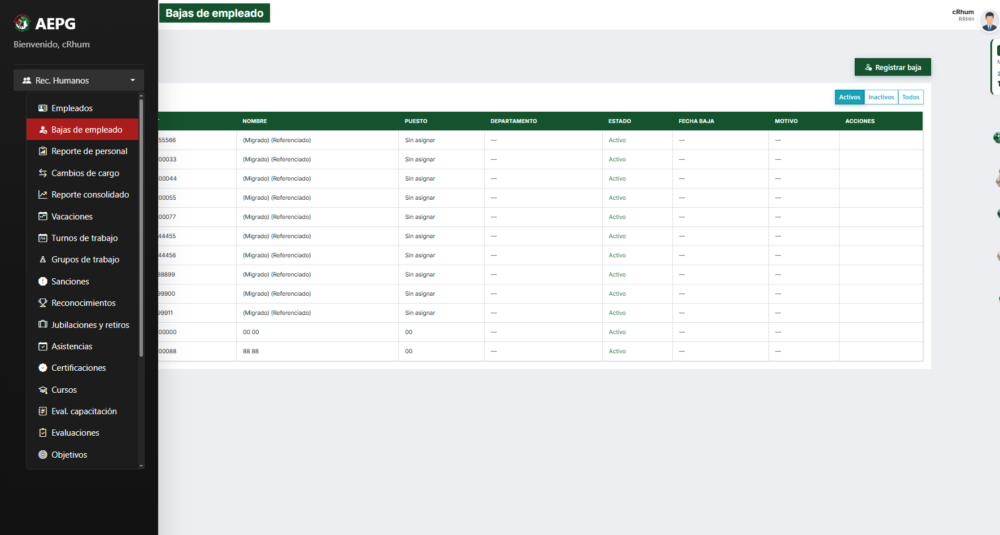 AEPG
Bienvenido, cRhum
Rec. Humanos
Empleados
Bajas de empleado
Reporte de personal
Cambios de cargo
Reporte consolidado
Vacaciones
Turnos de trabajo
Grupos de trabajo
Sanciones
Reconocimientos
Jubilaciones y retiros
Asistencias
Certificaciones
Cursos
Eval. capacitación
Evaluaciones
Objetivos
Bajas de empleado
cRhum
RRHH
Registrar baja
Activos Inactivos Todos
NOMBRE PUESTO DEPARTAMENTO ESTADO FECHA BAJA MOTIVO ACCIONES
55566 (Migrado) (Referenciado) Sin asignar — Activo — —
00033 (Migrado) (Referenciado) Sin asignar — Activo — —
00044 (Migrado) (Referenciado) Sin asignar — Activo — —
00055 (Migrado) (Referenciado) Sin asignar — Activo — —
00077 (Migrado) (Referenciado) Sin asignar — Activo — —
44455 (Migrado) (Referenciado) Sin asignar — Activo — —
44456 (Migrado) (Referenciado) Sin asignar — Activo — —
88899 (Migrado) (Referenciado) Sin asignar — Activo — —
99900 (Migrado) (Referenciado) Sin asignar — Activo — —
99911 (Migrado) (Referenciado) Sin asignar — Activo — —
00000 00 00 00 — Activo — —
00088 88 88 00 — Activo — —